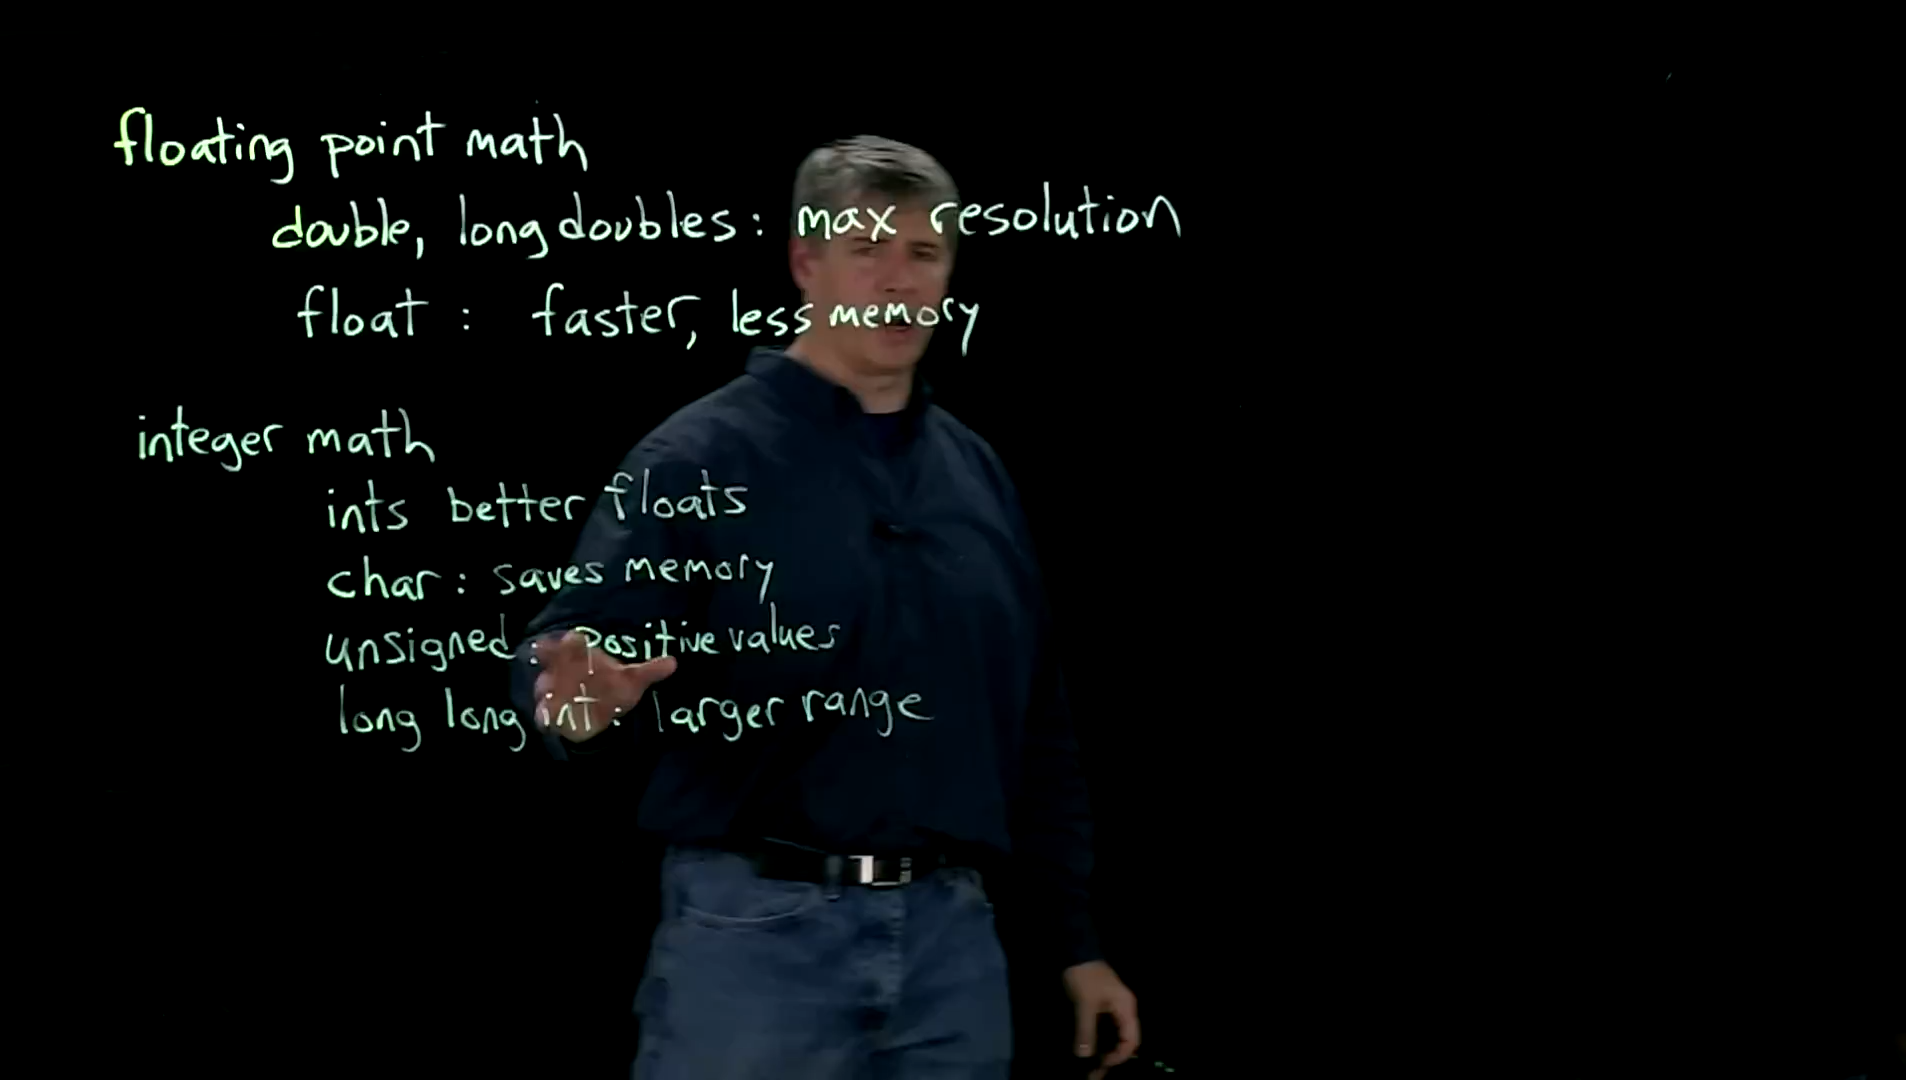 floating point math
double, long doubles: max resolution
float: faster, less memory
integer math
ints better floats
char: saves memory
unsigned: positive values
long long int: larger range